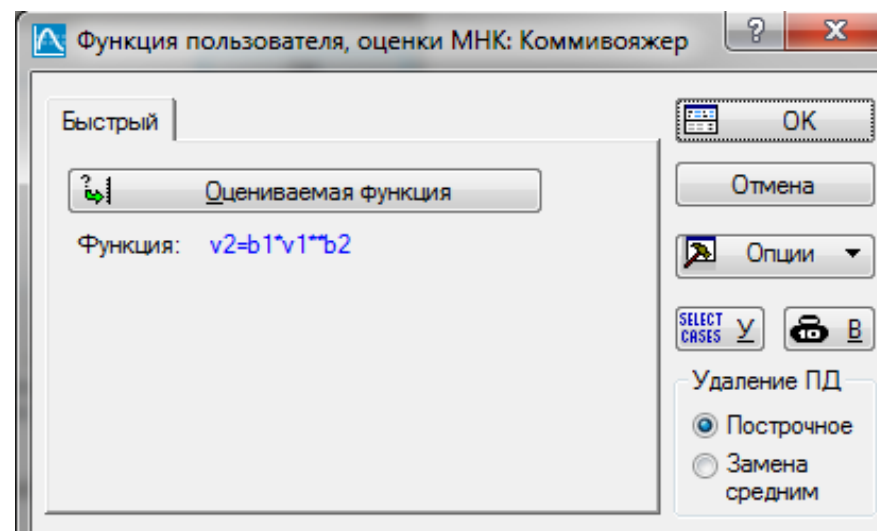 Функция пользователя, оценки МНК: Коммивояжер
?
X
Быстрый
OK
?
Оцениваемая функция
Отмена
Функция: v2=b1*v1**b2
Опции
SELECT
CASES
У
10
В
Удаление ПД
Построчное
Замена
средним